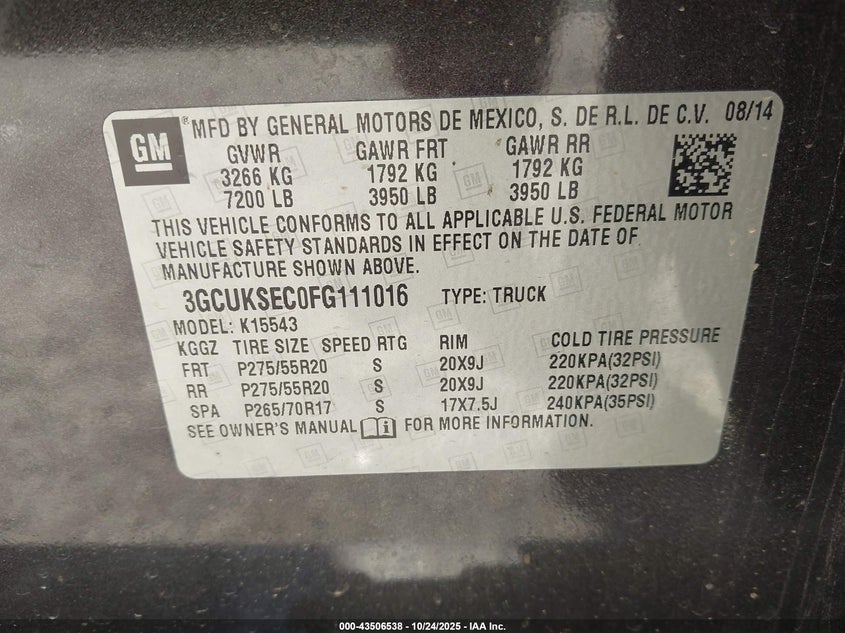 GM ® MFD BY GENERAL MOTORS DE MEXICO, S. DE R.L. DE C.V. 08/14
GVWR GAWR FRT GAWR RR
3266 KG 1792 KG 1792 KG
7200 LB 3950 LB 3950 LB
THIS VEHICLE CONFORMS TO ALL APPLICABLE U.S. FEDERAL MOTOR
VEHICLE SAFETY STANDARDS IN EFFECT ON THE DATE OF
MANUFACTURE SHOWN ABOVE.
3GCUKSEC0FG111016 TYPE: TRUCK
MODEL: K15543
KGGZ TIRE SIZE SPEED RTG RIM COLD TIRE PRESSURE
FRT P275/55R20 S 20X9J 220KPA(32PSI)
RR P275/55R20 S 20X9J 220KPA(32PSI)
SPA P265/70R17 S 17X7.5J 240KPA(35PSI)
SEE OWNER'S MANUAL FOR MORE INFORMATION.
000-43506538 - 10/24/2025 - IAA Inc.